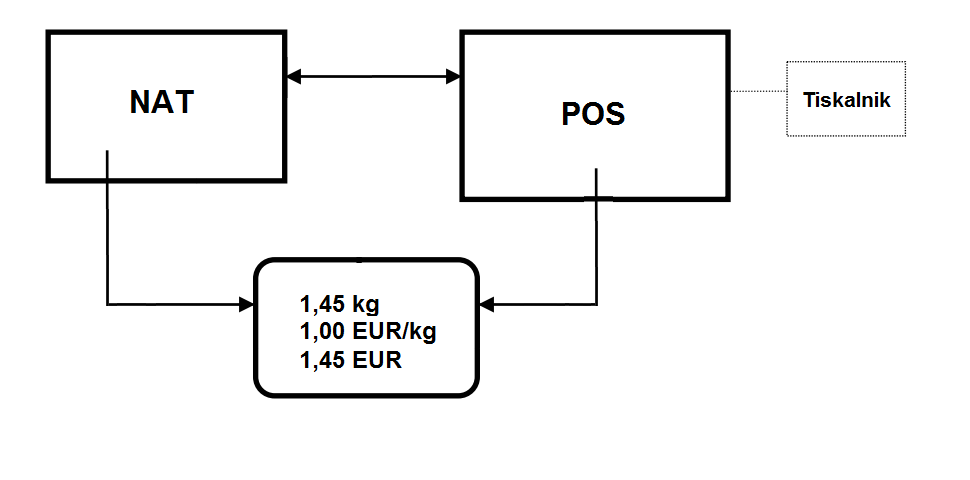 NAT
POS
Tiskalnik
1,45 kg
1,00 EUR/kg
1,45 EUR